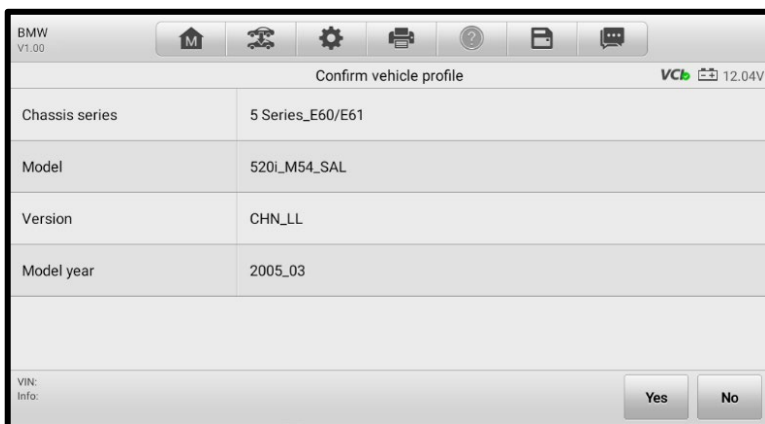 BMW
V1.00
M
Confirm vehicle profile
VCI 12.04V
Chassis series 5 Series_E60/E61
Model 520i_M54_SAL
Version CHN_LL
Model year 2005_03
VIN:
Info:
Yes No